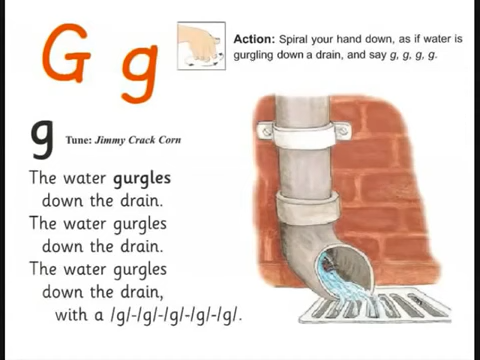 G g
Action: Spiral your hand down, as if water is
gurgling down a drain, and say g, g, g, g.
g
Tune: Jimmy Crack Corn
The water gurgles
down the drain.
The water gurgles
down the drain.
The water gurgles
down the drain,
with a /g/-/g/-/g/-/g/-/g/.